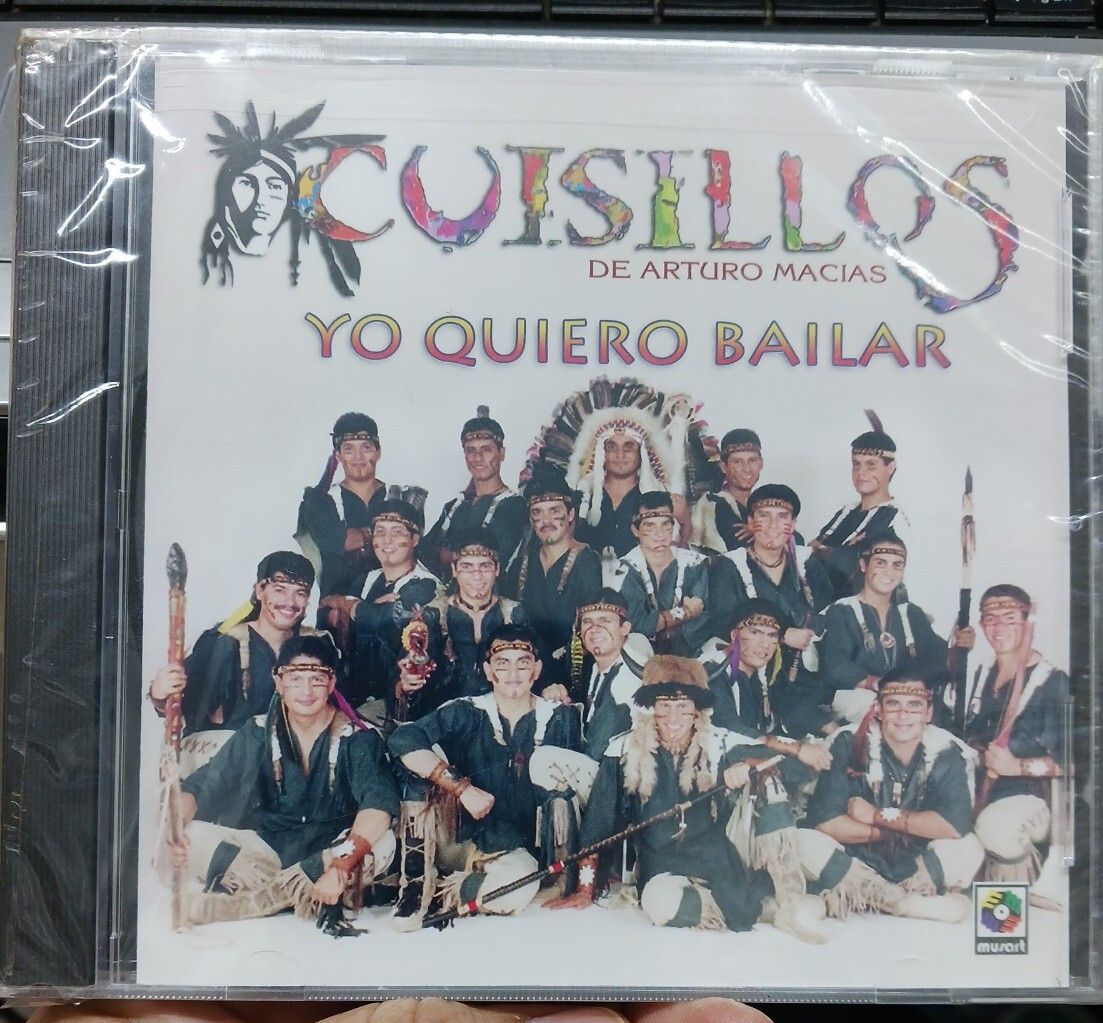 CUISILLOS
DE ARTURO MACIAS
YO QUIERO BAILAR
musart